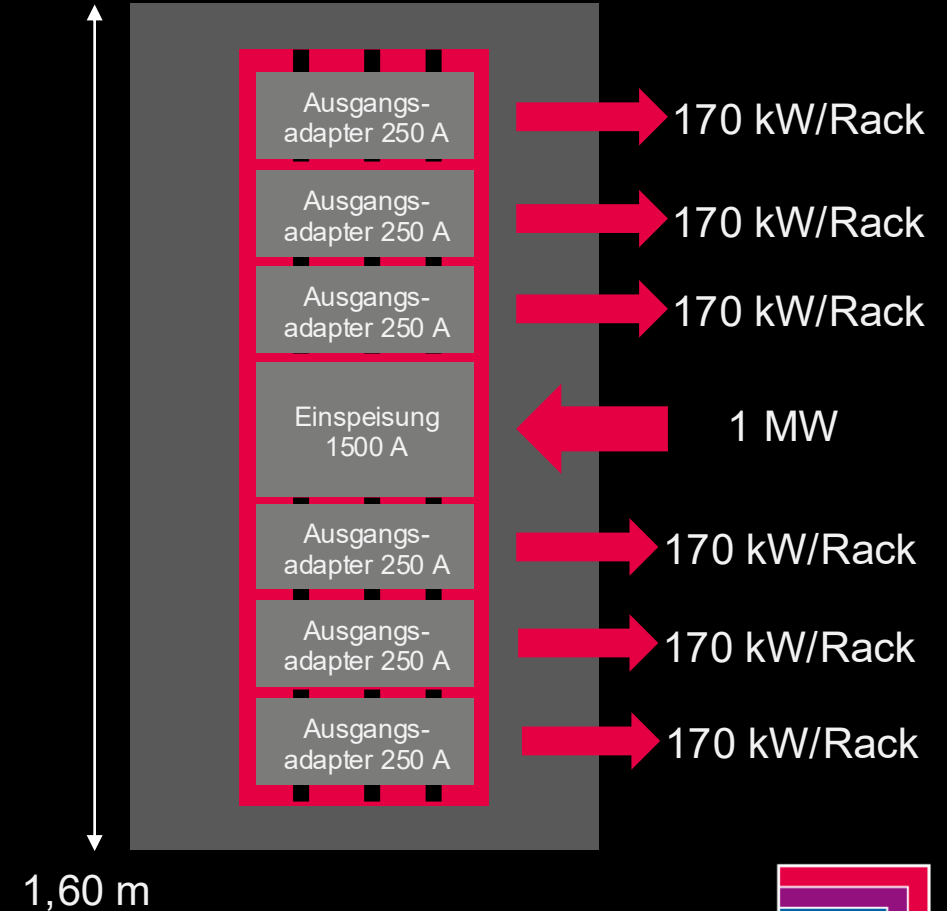 Ausgangs-
adapter 250 A
170 kW/Rack
Ausgangs-
adapter 250 A
170 kW/Rack
Ausgangs-
adapter 250 A
170 kW/Rack
Einspeisung
1500 A
1 MW
Ausgangs-
adapter 250 A
170 kW/Rack
Ausgangs-
adapter 250 A
170 kW/Rack
Ausgangs-
adapter 250 A
170 kW/Rack
1,60 m